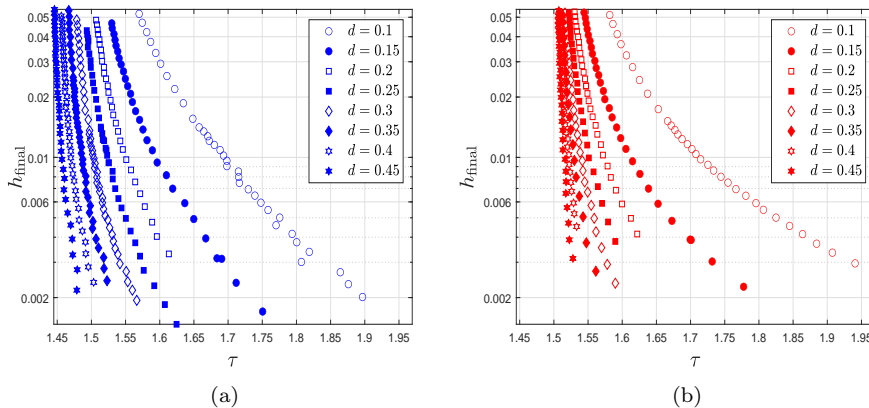 0.05
0.04
0.03
0.02
0.01
0.006
0.002
h_final
1.45 1.5 1.55 1.6 1.65 1.7 1.75 1.8 1.85 1.9 1.95
τ
d = 0.1
d = 0.15
d = 0.2
d = 0.25
d = 0.3
d = 0.35
d = 0.4
d = 0.45
(a)
0.05
0.04
0.03
0.02
0.01
0.006
0.002
h_final
1.45 1.5 1.55 1.6 1.65 1.7 1.75 1.8 1.85 1.9 1.95
τ
d = 0.1
d = 0.15
d = 0.2
d = 0.25
d = 0.3
d = 0.35
d = 0.4
d = 0.45
(b)